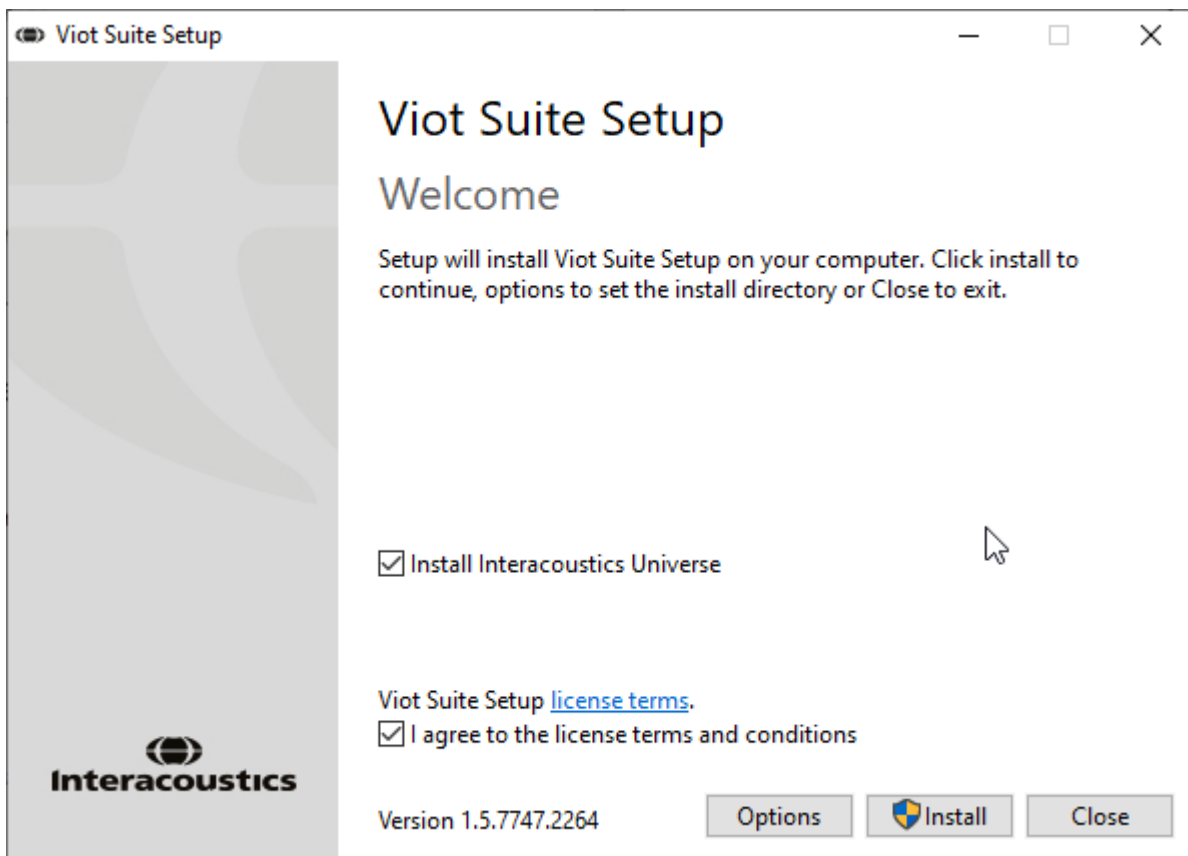 Viot Suite Setup
Viot Suite Setup
Welcome
Setup will install Viot Suite Setup on your computer. Click install to
continue, options to set the install directory or Close to exit.
Install Interacoustics Universe
Viot Suite Setup license terms.
I agree to the license terms and conditions
Interacoustics
Version 1.5.7747.2264
Options
Install
Close